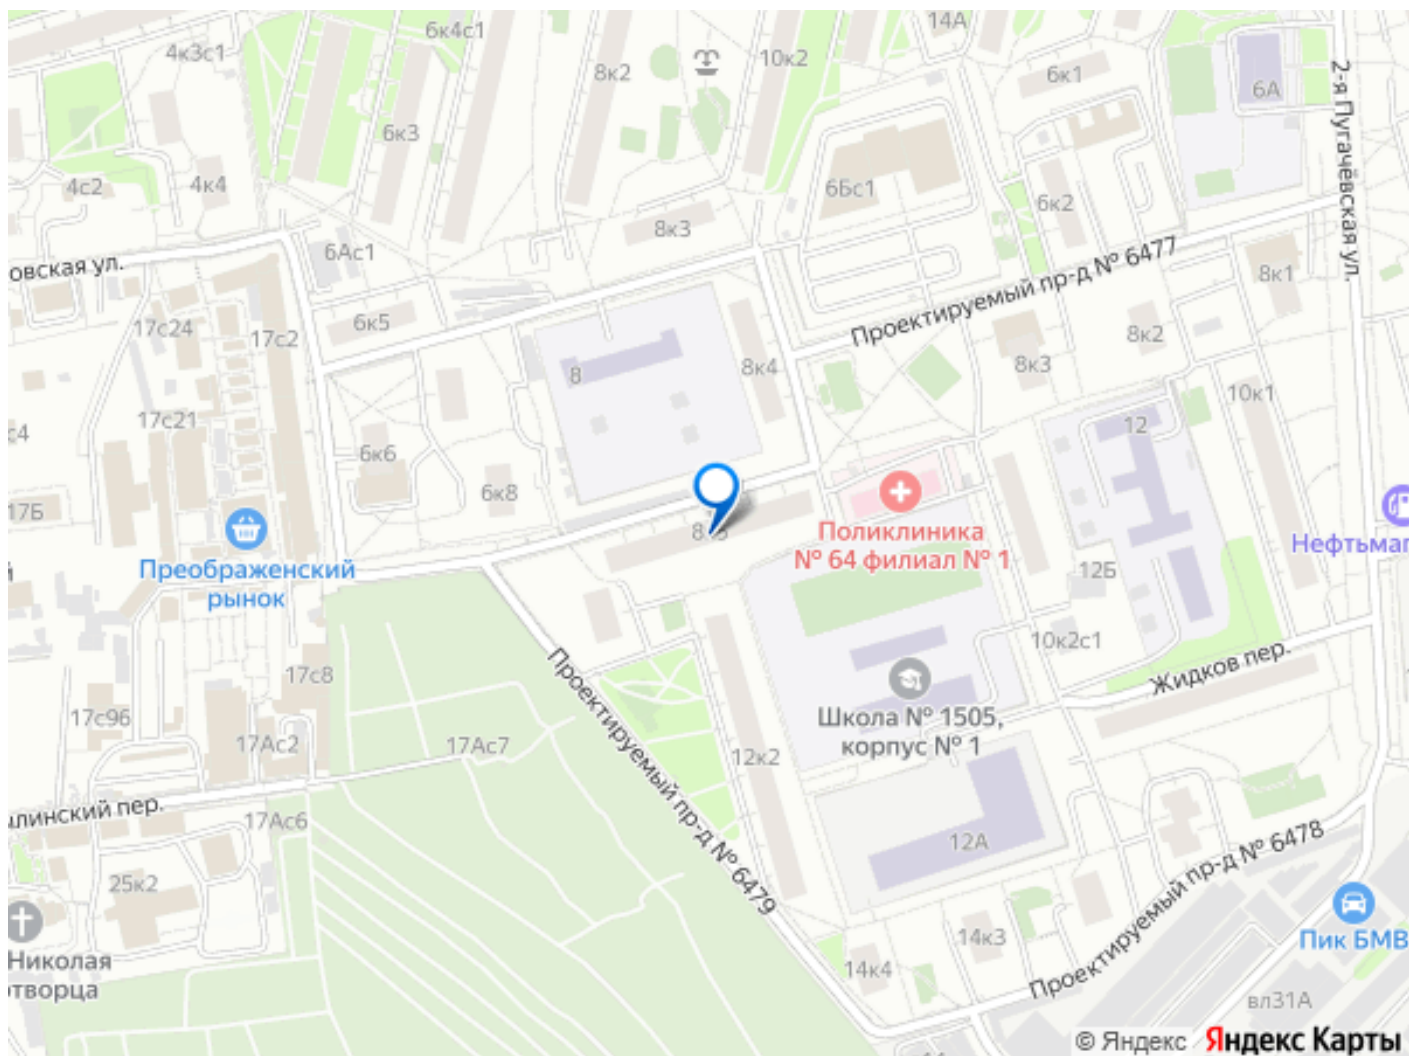 14А
6к4с1
4к3с1
10к2
8к2
6к1
6А
2-я Пугачёвская ул.
6к3
4с2
4к4
6Бс1
6к2
8к3
6Ас1
овская ул.
Проектируемый пр-д № 6477
8к1
17с24
17с2
6к5
8к2
8к4
8к3
8
10к1
17с21
с4
12
6к6
6к8
17Б
Поликлиника
№ 64 филиал № 1
Нефтьмаг
Преображенский
рынок
12Б
10к2с1
Жидков пер.
17с8
17с9б
Школа № 1505,
корпус № 1
17Ас2
17Ас7
12к2
Проектируемый пр-д № 6479
линский пер.
17Ас6
12А
Проектируемый пр-д № 6478
25к2
14к3
Пик БМВ
Николая
творца
14к4
вл31А
© Яндекс Яндекс Карты